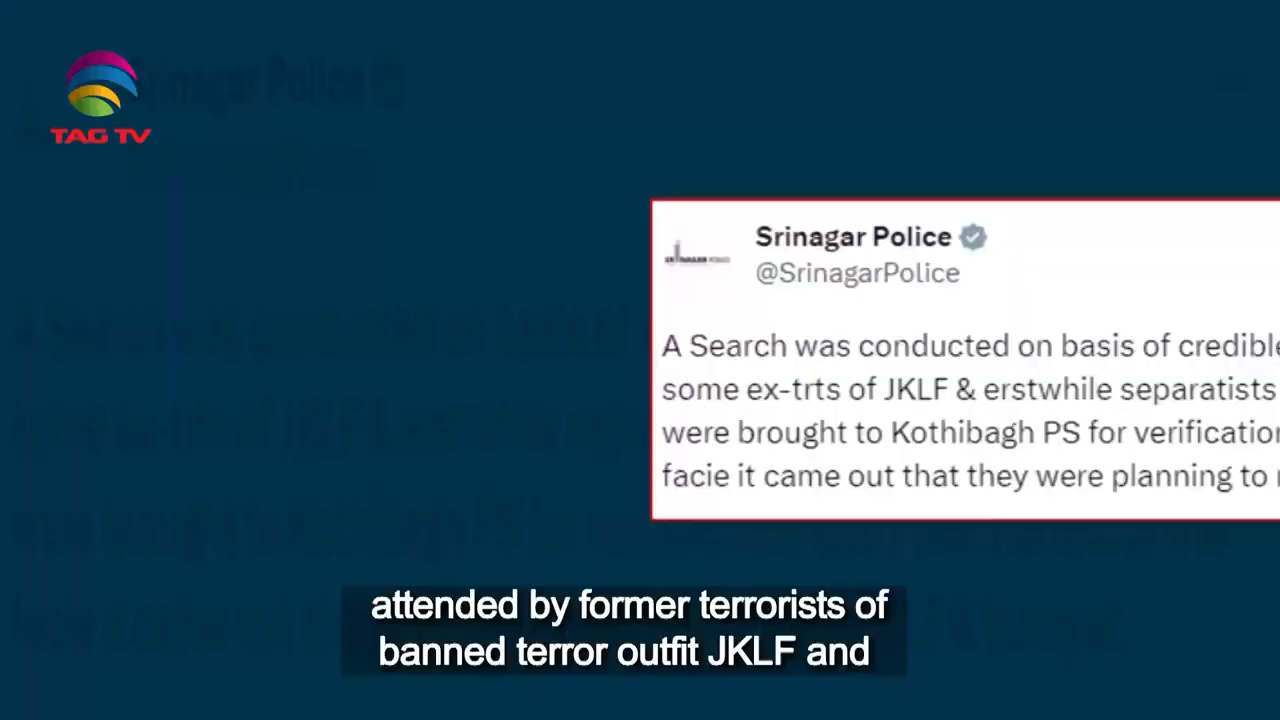 TAG TV
Srinagar Police
@SrinagarPolice
A Search was conducted on basis of credible
some ex-trts of JKLF & erstwhile separatists
were brought to Kothibagh PS for verification
facie it came out that they were planning to
attended by former terrorists of
banned terror outfit JKLF and